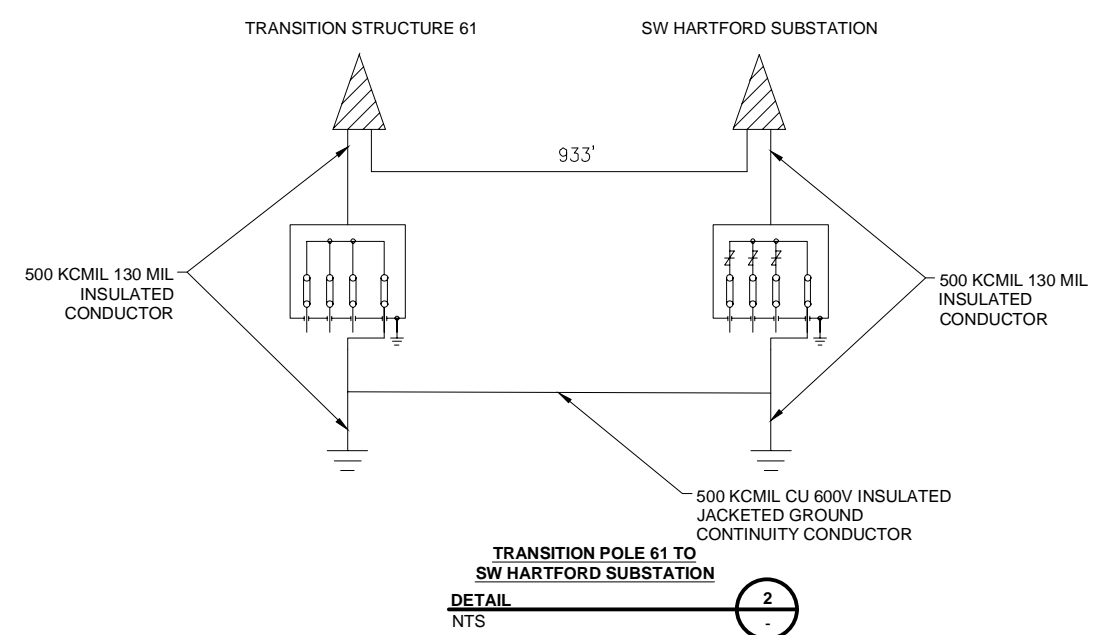 TRANSITION STRUCTURE 61
SW HARTFORD SUBSTATION
933'
500 KCMIL 130 MIL
INSULATED
CONDUCTOR
500 KCMIL 130 MIL
INSULATED
CONDUCTOR
500 KCMIL CU 600V INSULATED
JACKETED GROUND
CONTINUITY CONDUCTOR
TRANSITION POLE 61 TO
SW HARTFORD SUBSTATION
DETAIL
2
NTS
-